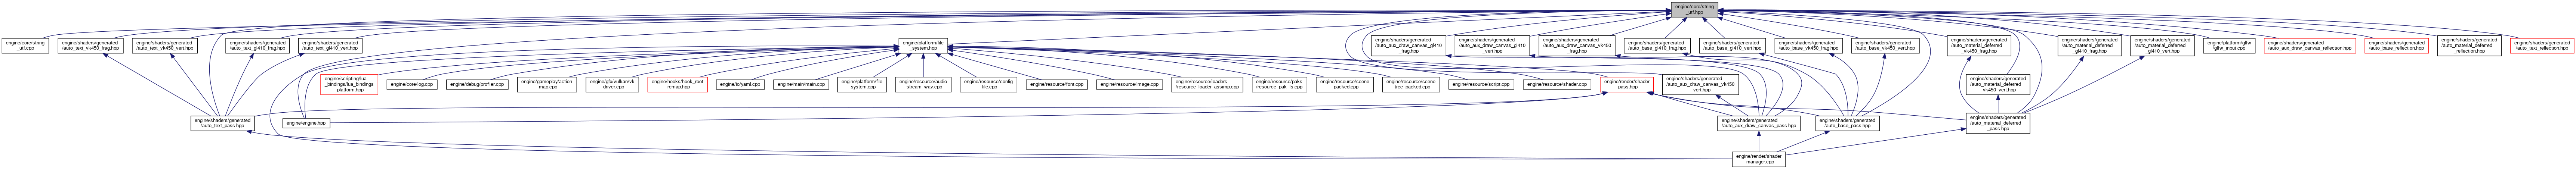 engine/core/string
_utf.hpp
engine/core/string
_utf.cpp
engine/shaders/generated
/auto_text_vk450_frag.hpp
engine/shaders/generated
/auto_text_vk450_vert.hpp
engine/shaders/generated
/auto_text_gl410_frag.hpp
engine/shaders/generated
/auto_text_gl410_vert.hpp
engine/platform/file
_system.hpp
engine/shaders/generated
/auto_aux_draw_canvas_gl410
_frag.hpp
engine/shaders/generated
/auto_aux_draw_canvas_gl410
_vert.hpp
engine/shaders/generated
/auto_aux_draw_canvas_vk450
_frag.hpp
engine/shaders/generated
/auto_base_gl410_frag.hpp
engine/shaders/generated
/auto_base_gl410_vert.hpp
engine/shaders/generated
/auto_base_vk450_frag.hpp
engine/shaders/generated
/auto_base_vk450_vert.hpp
engine/shaders/generated
/auto_material_deferred
_vk450_frag.hpp
engine/shaders/generated
/auto_material_deferred
_gl410_frag.hpp
engine/shaders/generated
/auto_material_deferred
_gl410_vert.hpp
engine/platform/glfw
/glfw_input.cpp
engine/shaders/generated
/auto_aux_draw_canvas_reflection.hpp
engine/shaders/generated
/auto_base_reflection.hpp
engine/shaders/generated
/auto_material_deferred
_reflection.hpp
engine/shaders/generated
/auto_text_reflection.hpp
engine/scripting/lua
_bindings/lua_bindings
_platform.hpp
engine/core/log.cpp
engine/debug/profiler.cpp
engine/gameplay/action
_map.cpp
engine/gfx/vulkan/vk
_driver.cpp
engine/hooks/hook_root
_remap.hpp
engine/io/yaml.cpp
engine/main/main.cpp
engine/platform/file
_system.cpp
engine/resource/audio
_stream_wav.cpp
engine/resource/config
_file.cpp
engine/resource/font.cpp
engine/resource/image.cpp
engine/resource/loaders
/resource_loader_assimp.cpp
engine/resource/paks
/resource_pak_fs.cpp
engine/resource/scene
_packed.cpp
engine/resource/scene
_tree_packed.cpp
engine/resource/script.cpp
engine/resource/shader.cpp
engine/render/shader
_pass.hpp
engine/shaders/generated
/auto_aux_draw_canvas_vk450
_vert.hpp
engine/shaders/generated
/auto_material_deferred
_vk450_vert.hpp
engine/shaders/generated
/auto_text_pass.hpp
engine/engine.hpp
engine/shaders/generated
/auto_aux_draw_canvas_pass.hpp
engine/shaders/generated
/auto_base_pass.hpp
engine/shaders/generated
/auto_material_deferred
_pass.hpp
engine/render/shader
_manager.cpp